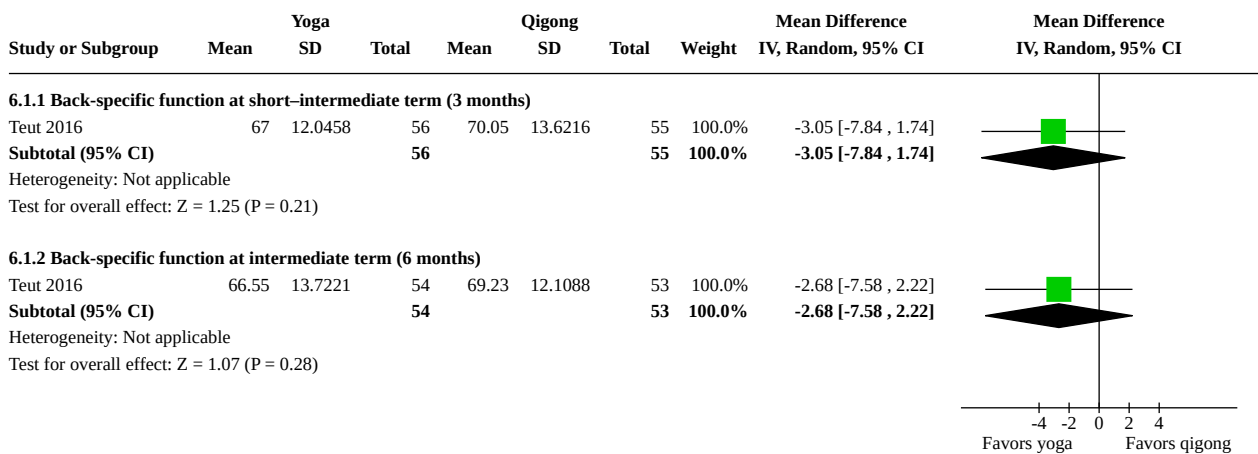 Yoga Qigong Mean Difference Mean Difference
Study or Subgroup Mean SD Total Mean SD Total Weight IV, Random, 95% CI IV, Random, 95% CI
6.1.1 Back-specific function at short–intermediate term (3 months)
Teut 2016 67 12.0458 56 70.05 13.6216 55 100.0% -3.05 [-7.84 , 1.74]
Subtotal (95% CI) 56 55 100.0% -3.05 [-7.84 , 1.74]
Heterogeneity: Not applicable
Test for overall effect: Z = 1.25 (P = 0.21)
6.1.2 Back-specific function at intermediate term (6 months)
Teut 2016 66.55 13.7221 54 69.23 12.1088 53 100.0% -2.68 [-7.58 , 2.22]
Subtotal (95% CI) 54 53 100.0% -2.68 [-7.58 , 2.22]
Heterogeneity: Not applicable
Test for overall effect: Z = 1.07 (P = 0.28)
-4 -2 0 2 4
Favors yoga Favors qigong